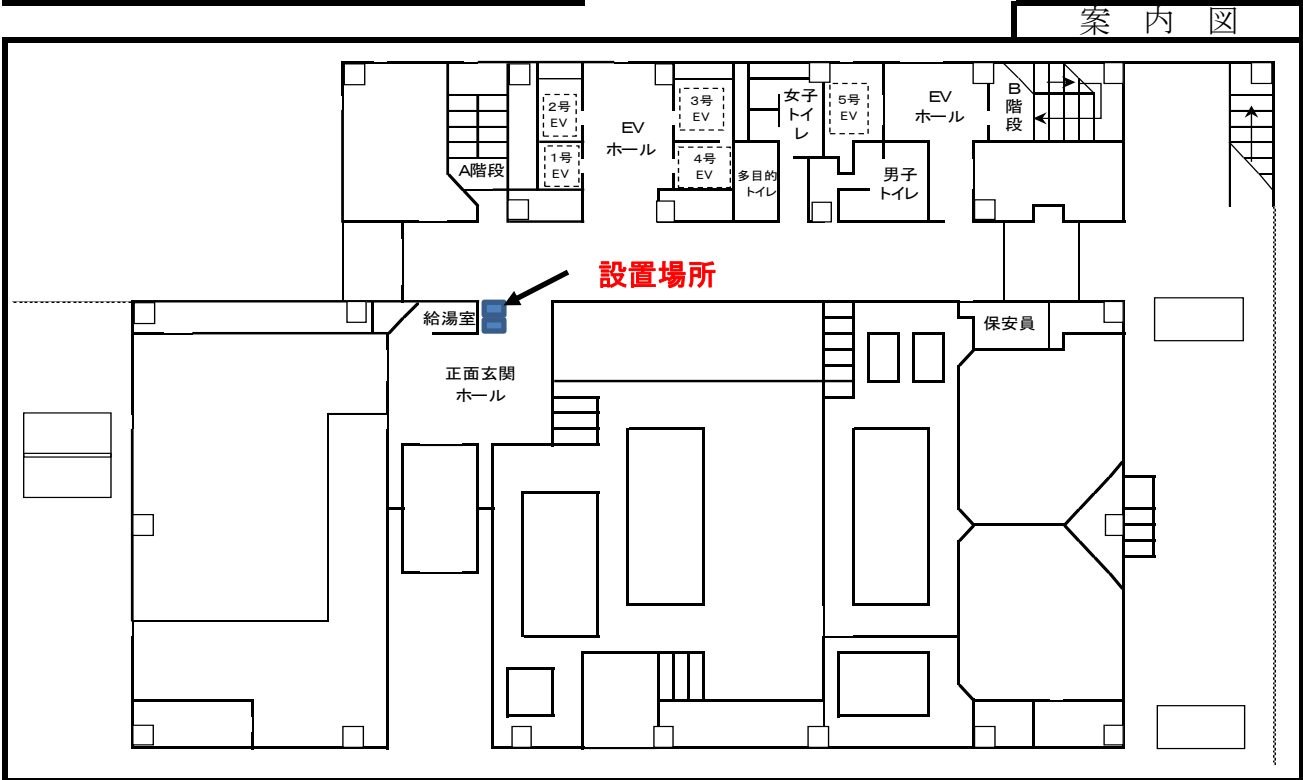 案内図
2号
EV
1号
EV
EV
ホール
3号
EV
4号
EV
A階段
女子
トイ
レ
多目的
トイレ
5号
EV
EV
ホール
B
階
段
男子
トイレ
設置場所
給湯室
正面玄関
ホール
保安員